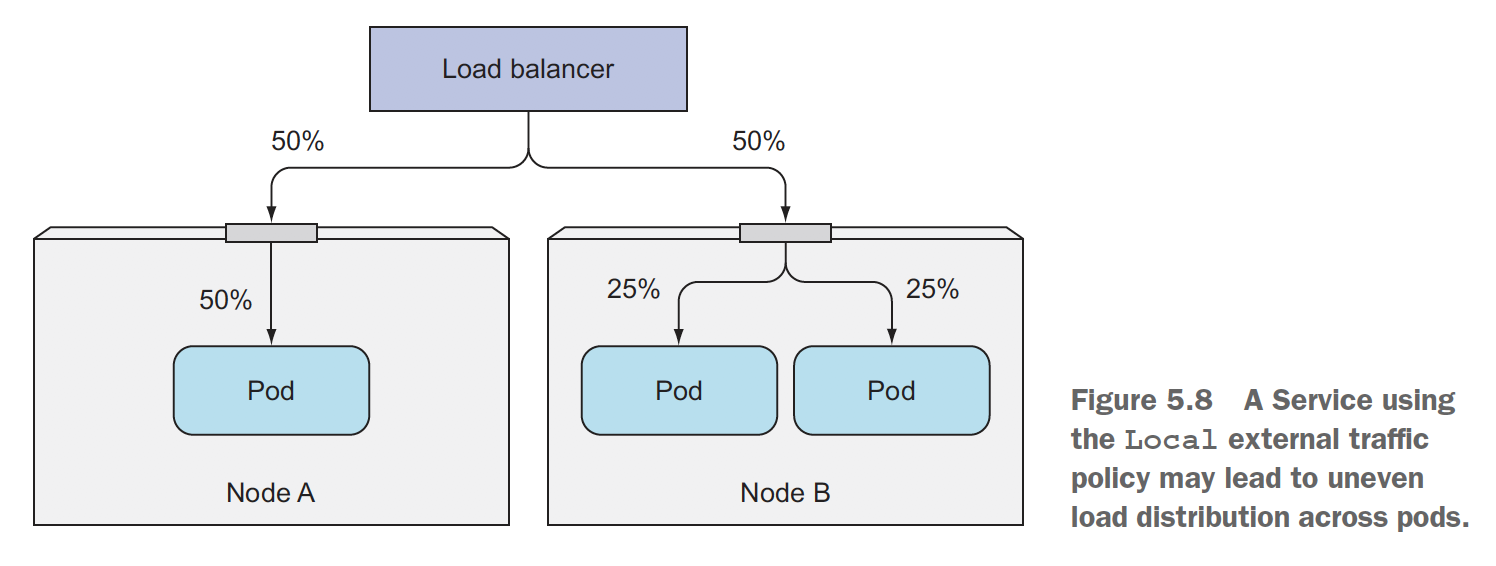 Load balancer
50%
50%
50%
25%
25%
Pod
Pod
Pod
Node A
Node B
Figure 5.8 A Service using
the Local external traffic
policy may lead to uneven
load distribution across pods.